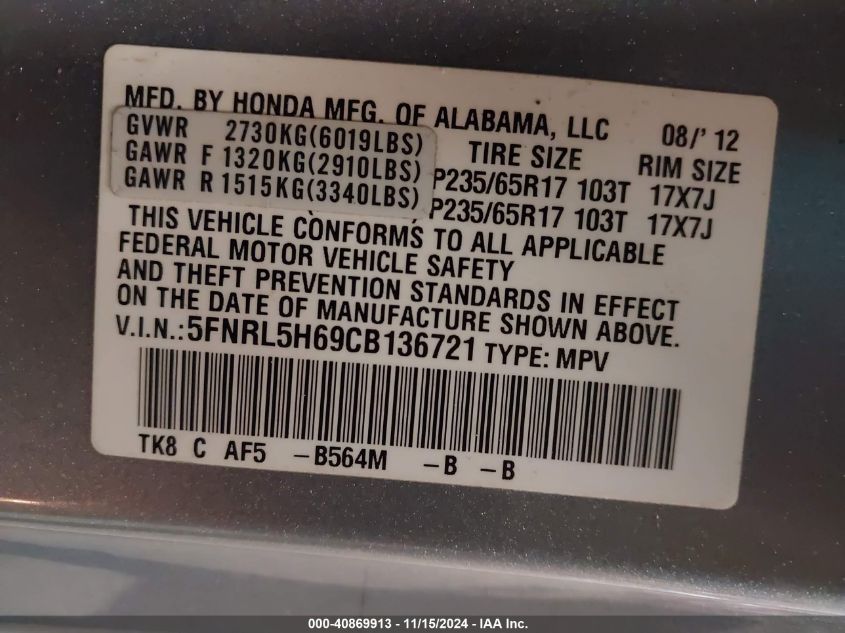 MFD. BY HONDA MFG. OF ALABAMA, LLC 08/' 12
GVWR 2730KG(6019LBS) TIRE SIZE RIM SIZE
GAWR F 1320KG(2910LBS) P235/65R17 103T 17X7J
GAWR R 1515KG(3340LBS) P235/65R17 103T 17X7J
THIS VEHICLE CONFORMS TO ALL APPLICABLE
FEDERAL MOTOR VEHICLE SAFETY
AND THEFT PREVENTION STANDARDS IN EFFECT
ON THE DATE OF MANUFACTURE SHOWN ABOVE.
V.I.N.:5FNRL5H69CB136721 TYPE: MPV
TK8 C AF5 -B564M -B -B
000-40869913 - 11/15/2024 - IAA Inc.